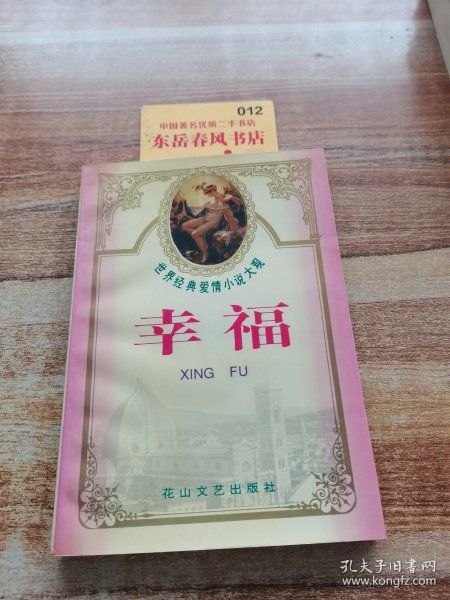 012
中国著名优质二手书店
东岳春风书店
世界经典爱情小说大观
幸福
XING FU
花山文艺出版社
孔夫子旧书网
www.kongfz.com